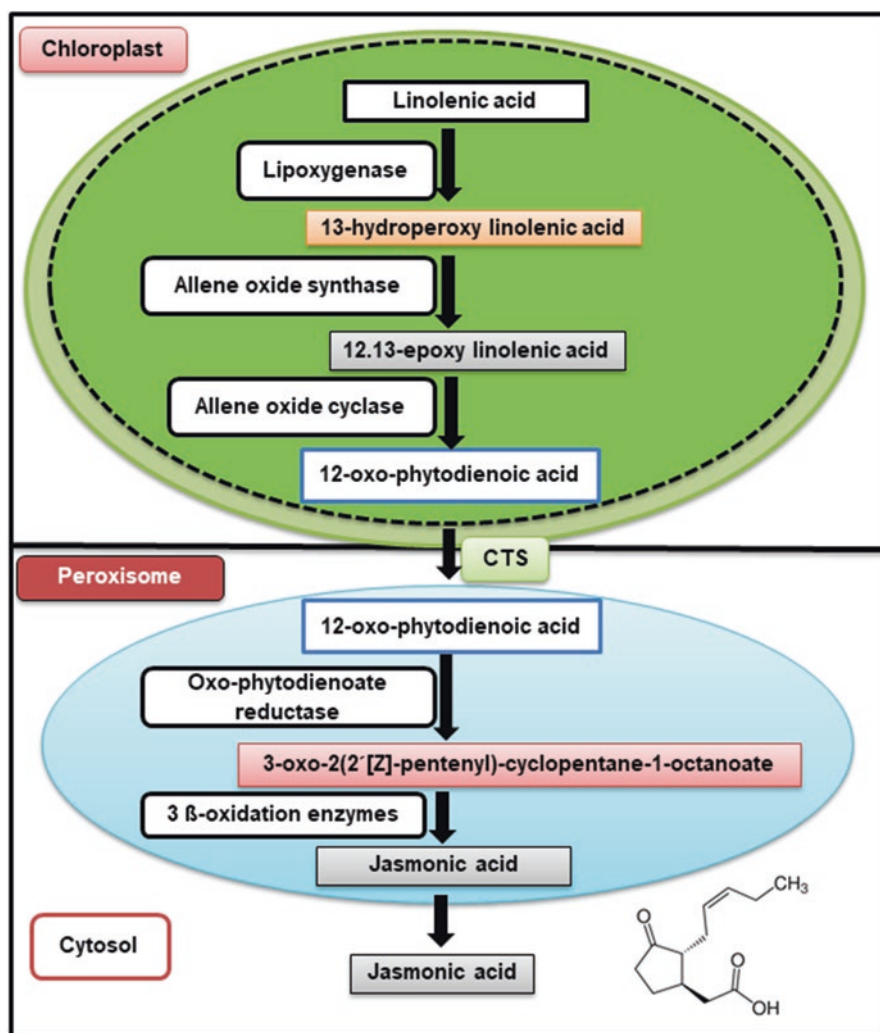 Chloroplast
Linolenic acid
Lipoxygenase
13-hydroperoxy linolenic acid
Allene oxide synthase
12.13-epoxy linolenic acid
Allene oxide cyclase
12-oxo-phytodienoic acid
CTS
Peroxisome
12-oxo-phytodienoic acid
Oxo-phytodienoate
reductase
3-oxo-2(2´[Z]-pentenyl)-cyclopentane-1-octanoate
3 ß-oxidation enzymes
Jasmonic acid
Cytosol
Jasmonic acid
CH₃
O
O
OH